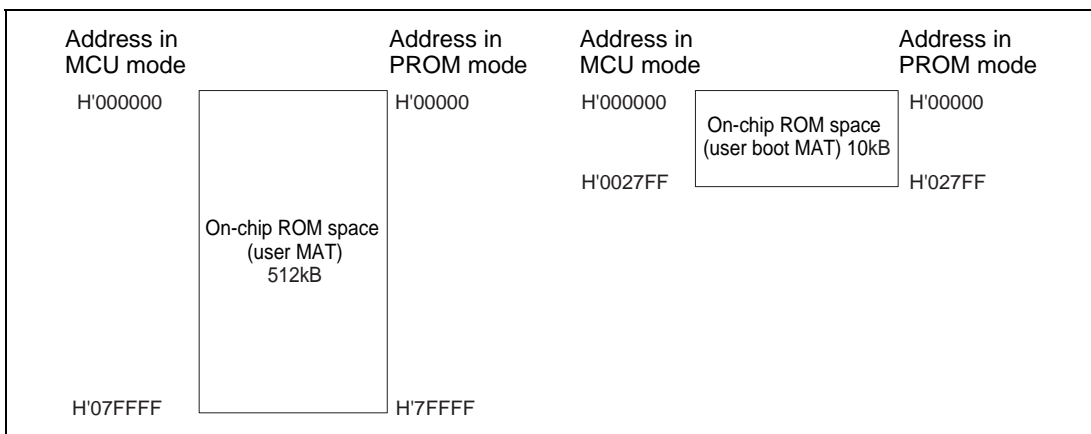 Address in
MCU mode
Address in
PROM mode
H'000000
H'00000
On-chip ROM space
(user MAT)
512kB
H'07FFFF
H'7FFFF
Address in
MCU mode
Address in
PROM mode
H'000000
H'00000
On-chip ROM space
(user boot MAT) 10kB
H'0027FF
H'027FF